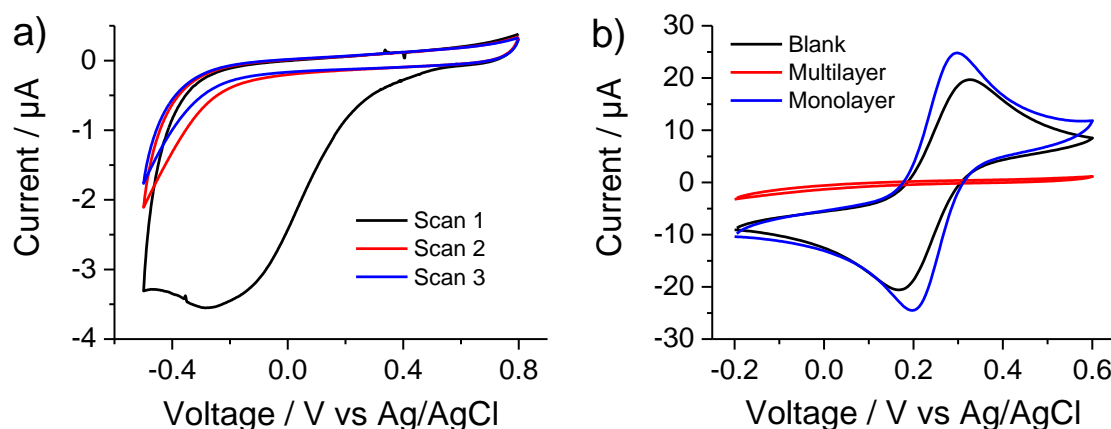 a)
0
-1
-2
-3
-4
Current / µA
Scan 1
Scan 2
Scan 3
-0.4
0.0
0.4
0.8
Voltage / V vs Ag/AgCl
b)
30
20
10
0
-10
-20
-30
Current / µA
Blank
Multilayer
Monolayer
-0.2
0.0
0.2
0.4
0.6
Voltage / V vs Ag/AgCl